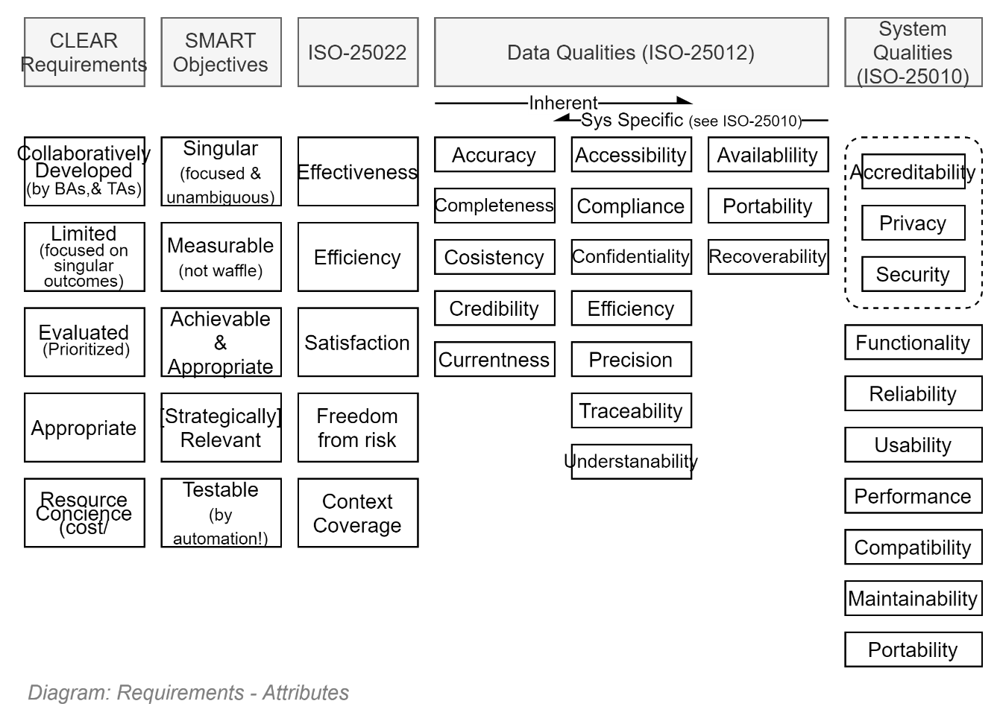 CLEAR
Requirements
SMART
Objectives
ISO-25022
Data Qualities (ISO-25012)
System
Qualities
(ISO-25010)
Inherent
Sys Specific (see ISO-25010)
Collaboratively
Developed
(by BAs,& TAs)
Limited
(focused on
singular
outcomes)
Evaluated
(Prioritized)
Appropriate
Resource
Concience
(cost/
Singular
(focused &
unambiguous)
Measurable
(not waffle)
Achievable
&
Appropriate
[Strategically]
Relevant
Testable
(by
automation!)
Effectiveness
Efficiency
Satisfaction
Freedom
from risk
Context
Coverage
Accuracy
Completeness
Cosistency
Credibility
Currentness
Accessibility
Compliance
Confidentiality
Efficiency
Precision
Traceability
Understanability
Availablility
Portability
Recoverability
Accreditability
Privacy
Security
Functionality
Reliability
Usability
Performance
Compatibility
Maintainability
Portability
Diagram: Requirements - Attributes